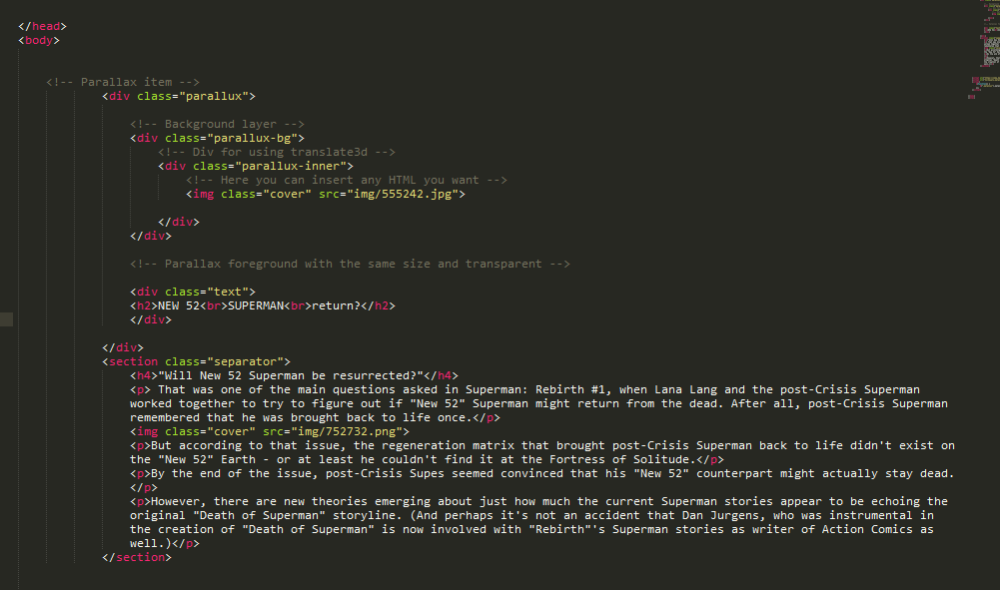 </head>
<body>
<!-- Parallax item -->
<div class="parallux">
<!-- Background layer -->
<div class="parallux-bg">
<!-- Div for using translate3d -->
<div class="parallux-inner">
<!-- Here you can insert any HTML you want -->
<img class="cover" src="img/555242.jpg">
</div>
</div>
<!-- Parallax foreground with the same size and transparent -->
<div class="text">
<h2>NEW 52<br>SUPERMAN<br>return?</h2>
</div>
</div>
<section class="separator">
<h4>"Will New 52 Superman be resurrected?"</h4>
<p> That was one of the main questions asked in Superman: Rebirth #1, when Lana Lang and the post-Crisis Superman
worked together to try to figure out if "New 52" Superman might return from the dead. After all, post-Crisis Superman
remembered that he was brought back to life once.</p>
<img class="cover" src="img/752732.png">
<p>But according to that issue, the regeneration matrix that brought post-Crisis Superman back to life didn't exist on
the "New 52" Earth - or at least he couldn't find it at the Fortress of Solitude.</p>
<p>By the end of the issue, post-Crisis Supes seemed convinced that his "New 52" counterpart might actually stay dead.
</p>
<p>However, there are new theories emerging about just how much the current Superman stories appear to be echoing the
original "Death of Superman" storyline. (And perhaps it's not an accident that Dan Jurgens, who was instrumental in
the creation of "Death of Superman" is now involved with "Rebirth"'s Superman stories as writer of Action Comics as
well.)</p>
</section>